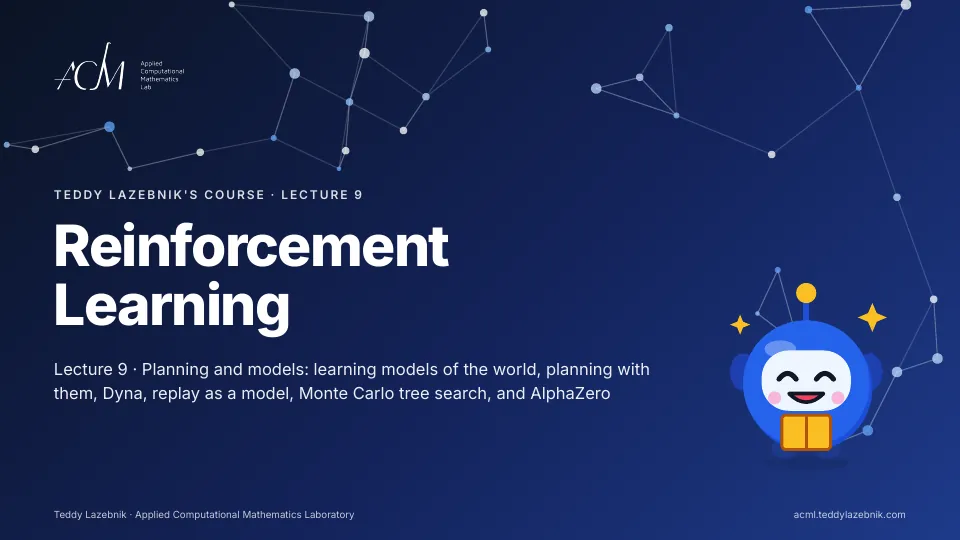 ACM
Applied
Computational
Mathematics
Lab
TEDDY LAZEBNIK'S COURSE · LECTURE 9
Reinforcement
Learning
Lecture 9 · Planning and models: learning models of the world, planning with
them, Dyna, replay as a model, Monte Carlo tree search, and AlphaZero
Teddy Lazebnik · Applied Computational Mathematics Laboratory
acml.teddylazebnik.com